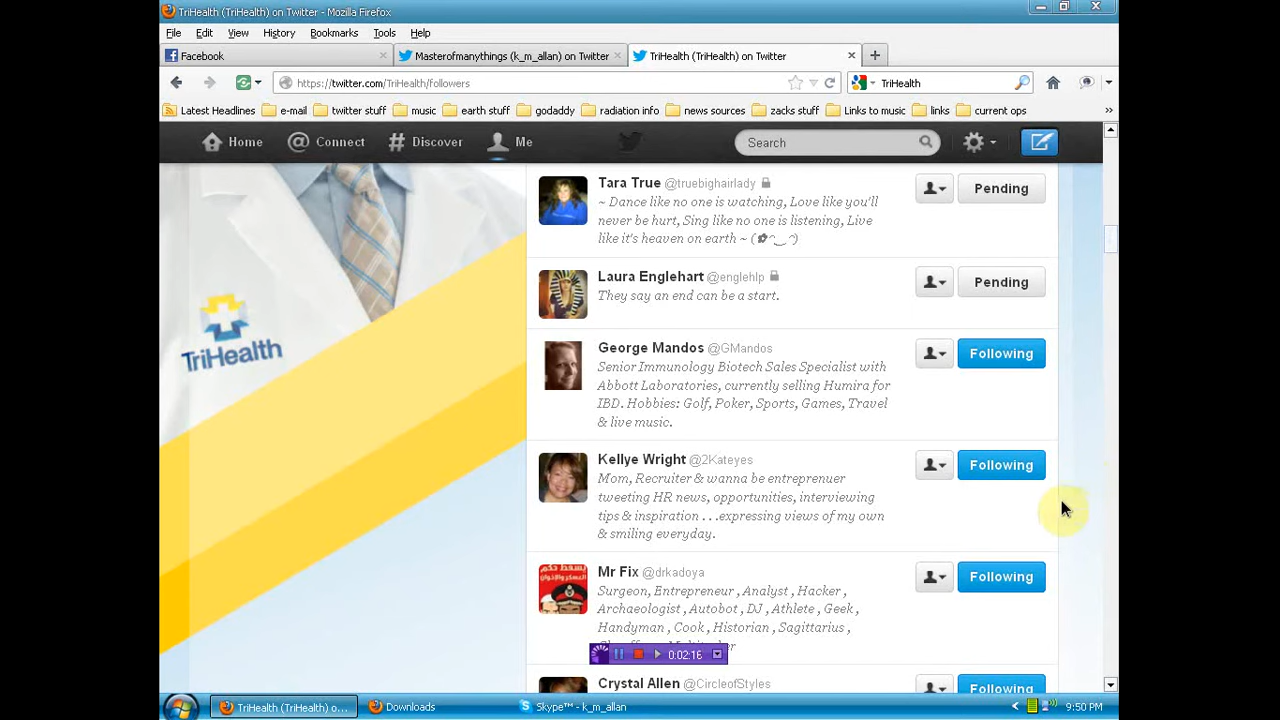 TriHealth (TriHealth) on Twitter - Mozilla Firefox
File Edit View History Bookmarks Tools Help
Facebook
Masterofmanythings (k_m_allan) on Twitter
TriHealth (TriHealth) on Twitter
https://twitter.com/TriHealth/followers
TriHealth
Latest Headlines e-mail twitter stuff music earth stuff godaddy radiation info news sources zacks stuff Links to music links current ops
Home Connect Discover Me Search
Tara True @truebighairlady Pending
~ Dance like no one is watching, Love like you'll
never be hurt, Sing like no one is listening, Live
like it's heaven on earth ~ (✿◠‿◠)
Laura Englehart @englehlp Pending
They say an end can be a start.
George Mandos @GMandos Following
Senior Immunology Biotech Sales Specialist with
Abbott Laboratories, currently selling Humira for
IBD. Hobbies: Golf, Poker, Sports, Games, Travel
& live music.
Kellye Wright @2Kateyes Following
Mom, Recruiter & wanna be entreprenuer
tweeting HR news, opportunities, interviewing
tips & inspiration . . .expressing views of my own
& smiling everyday.
Mr Fix @drkadoya Following
Surgeon, Entrepreneur , Analyst , Hacker ,
Archaeologist , Autobot , DJ , Athlete , Geek ,
Handyman , Cook , Historian , Sagittarius ,
0:02:16
Crystal Allen @CircleofStyles Following
TriHealth
TriHealth (TriHealth) o...
Downloads
Skype™ - k_m_allan
9:50 PM